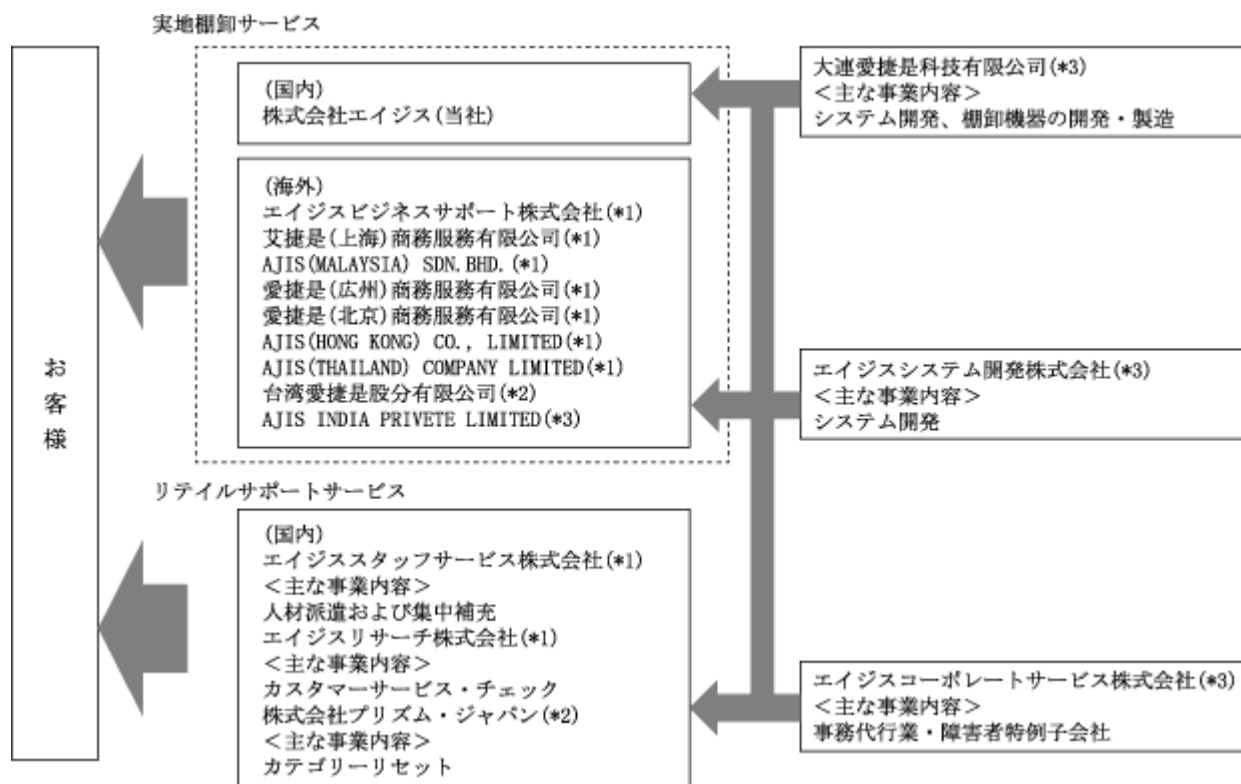 実地棚卸サービス
(国内)
株式会社エイジス(当社)
(海外)
エイジスビジネスサポート株式会社(*1)
艾捷是(上海)商務服務有限公司(*1)
AJIS(MALAYSIA) SDN.BHD.(*1)
愛捷是(広州)商務服務有限公司(*1)
愛捷是(北京)商務服務有限公司(*1)
AJIS(HONG KONG) CO., LIMITED(*1)
AJIS(THAILAND) COMPANY LIMITED(*1)
台湾愛捷是股分有限公司(*2)
AJIS INDIA PRIVETE LIMITED(*3)
お客様
リテイルサポートサービス
(国内)
エイジススタッフサービス株式会社(*1)
＜主な事業内容＞
人材派遣および集中補充
エイジスリサーチ株式会社(*1)
＜主な事業内容＞
カスタマーサービス・チェック
株式会社プリズム・ジャパン(*2)
＜主な事業内容＞
カテゴリーリセット
大連愛捷是科技有限公司(*3)
＜主な事業内容＞
システム開発、棚卸機器の開発・製造
エイジスシステム開発株式会社(*3)
＜主な事業内容＞
システム開発
エイジスコーポレートサービス株式会社(*3)
＜主な事業内容＞
事務代行業・障害者特例子会社